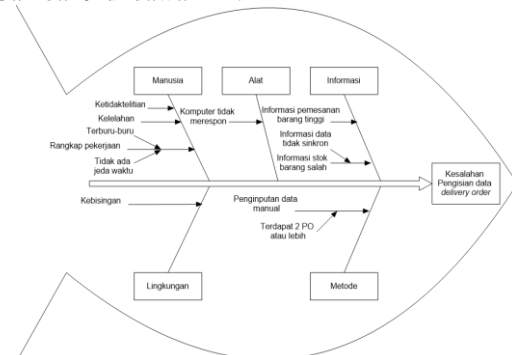 Manusia
Alat
Informasi
Ketidaktelitian
Kelelahan
Terburu-buru
Rangkap pekerjaan
Tidak ada
jeda waktu
Komputer tidak
merespon
Informasi pemesanan
barang tinggi
Informasi data
tidak sinkron
Informasi stok
barang salah
Kesalahan
Pengisian data
delivery order
Kebisingan
Penginputan data
manual
Terdapat 2 PO
atau lebih
Lingkungan
Metode